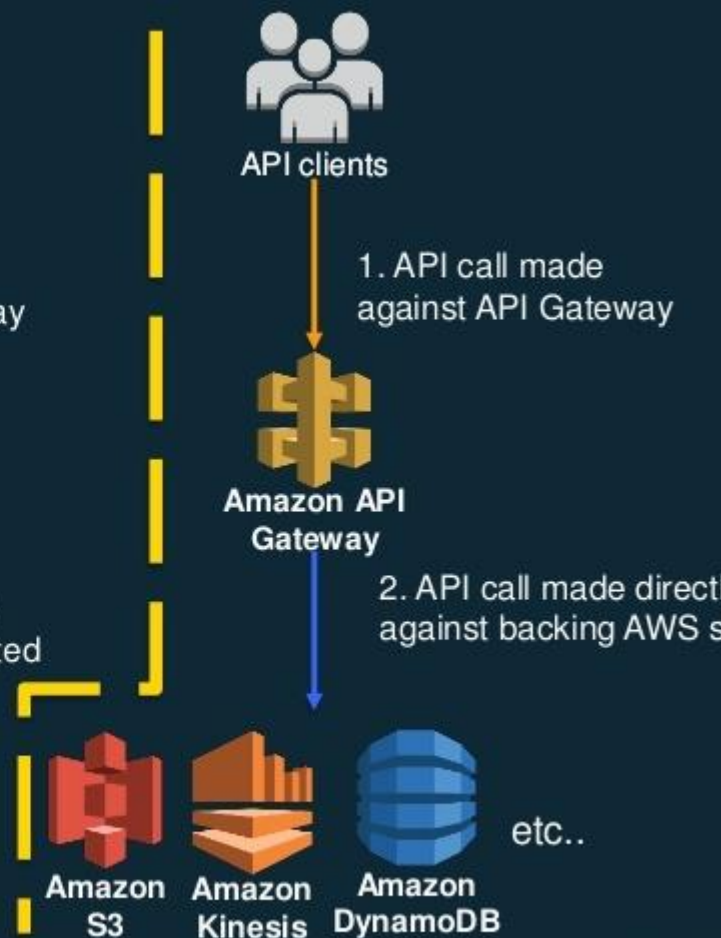 API clients
1. API call made
against API Gateway
ay
Amazon API
Gateway
2. API call made directl
against backing AWS s
ted
etc..
Amazon
S3
Amazon
Kinesis
Amazon
DynamoDB